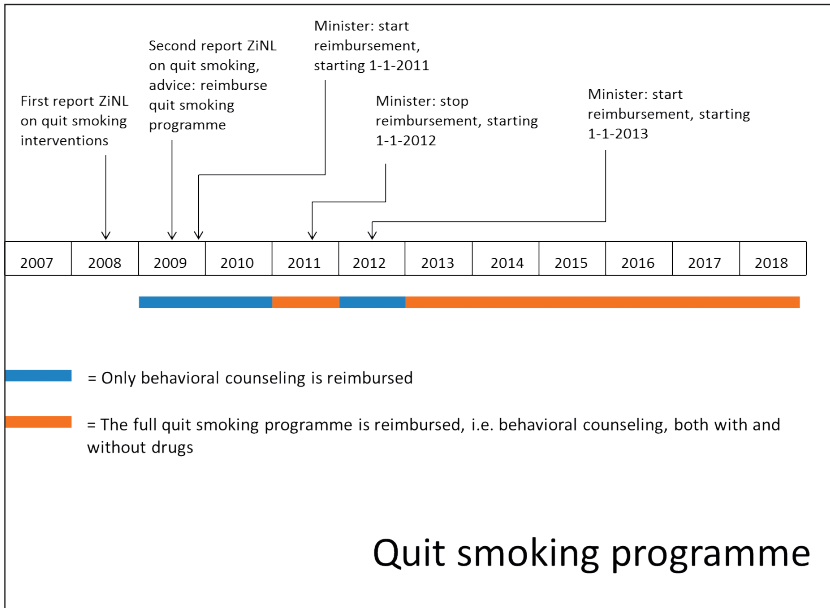 First report ZiNL
on quit smoking
interventions
Second report ZiNL
on quit smoking,
advice: reimburse
quit smoking
programme
Minister: start
reimbursement,
starting 1-1-2011
Minister: stop
reimbursement, starting
1-1-2012
Minister: start
reimbursement, starting
1-1-2013
2007 2008 2009 2010 2011 2012 2013 2014 2015 2016 2017 2018
= Only behavioral counseling is reimbursed
= The full quit smoking programme is reimbursed, i.e. behavioral counseling, both with and
without drugs
Quit smoking programme